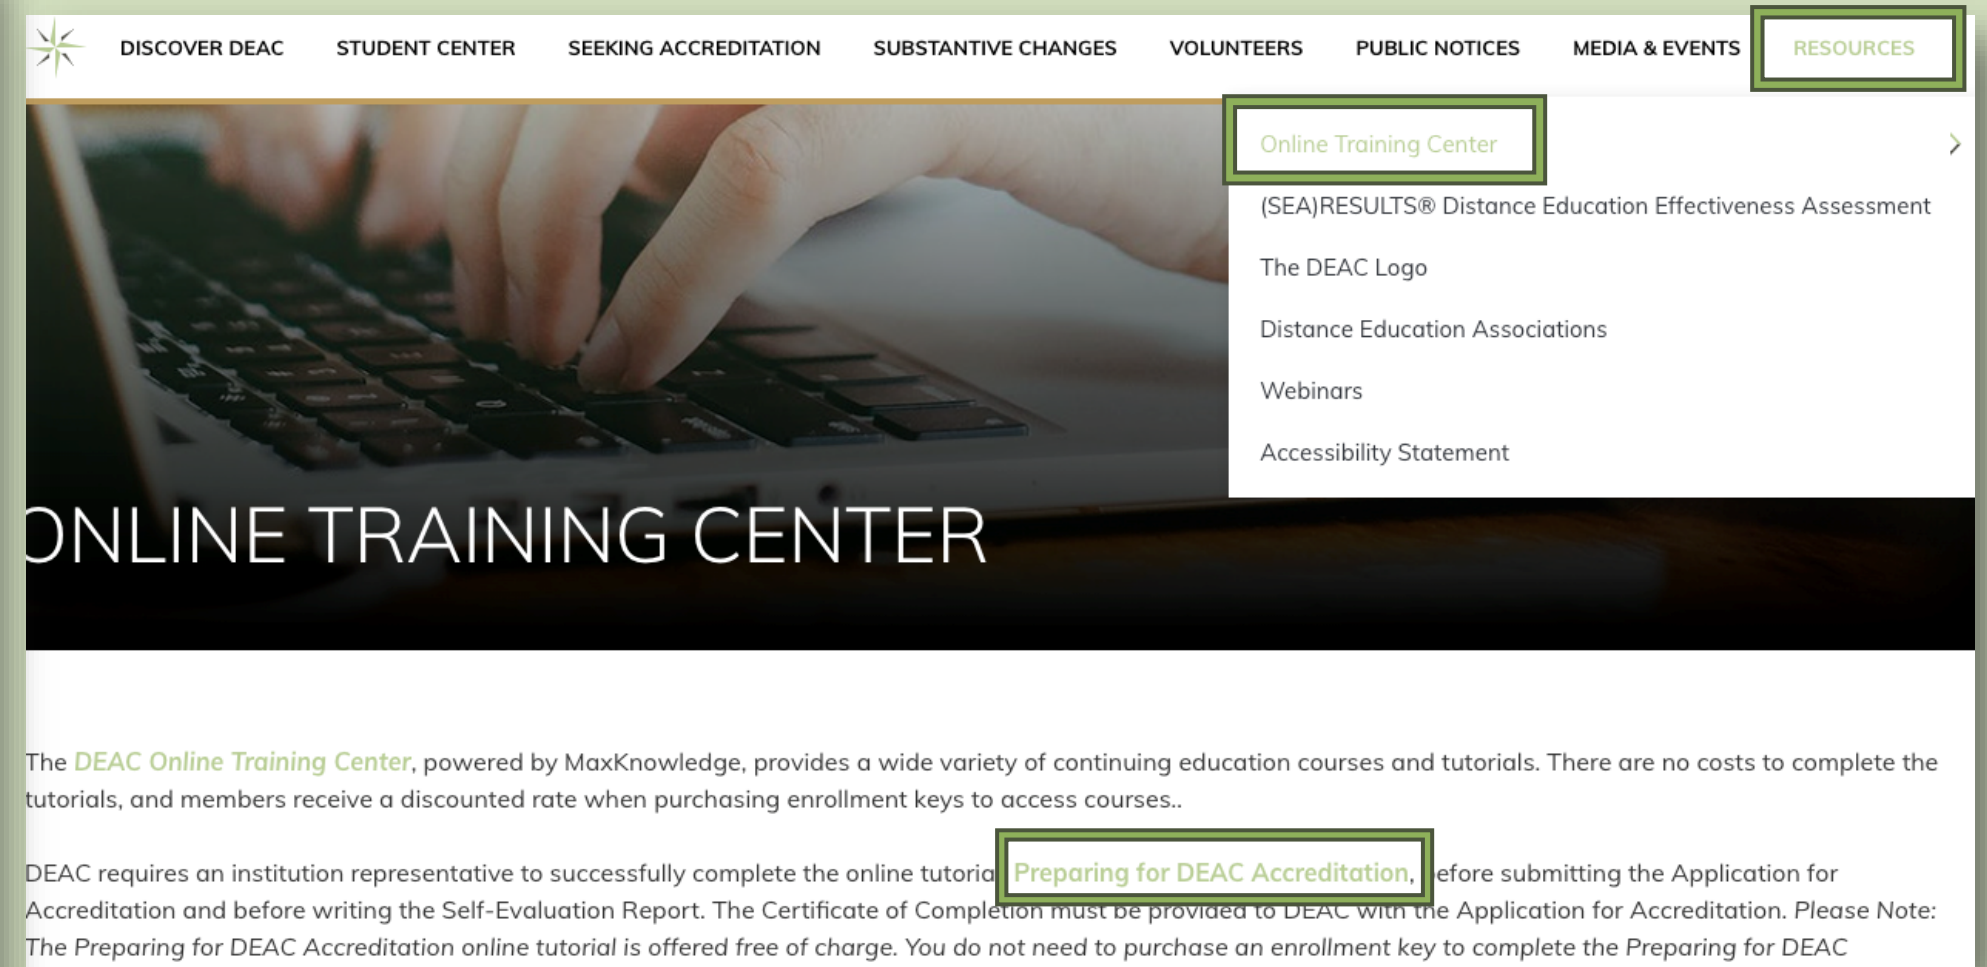 DISCOVER DEAC STUDENT CENTER SEEKING ACCREDITATION SUBSTANTIVE CHANGES VOLUNTEERS PUBLIC NOTICES MEDIA & EVENTS RESOURCES
Online Training Center
(SEA)RESULTS® Distance Education Effectiveness Assessment
The DEAC Logo
Distance Education Associations
Webinars
Accessibility Statement
ONLINE TRAINING CENTER
The DEAC Online Training Center, powered by MaxKnowledge, provides a wide variety of continuing education courses and tutorials. There are no costs to complete the
tutorials, and members receive a discounted rate when purchasing enrollment keys to access courses..
DEAC requires an institution representative to successfully complete the online tutoria Preparing for DEAC Accreditation, efore submitting the Application for
Accreditation and before writing the Self-Evaluation Report. The Certificate of Completion must be provided to DEAC with the Application for Accreditation. Please Note:
The Preparing for DEAC Accreditation online tutorial is offered free of charge. You do not need to purchase an enrollment key to complete the Preparing for DEAC